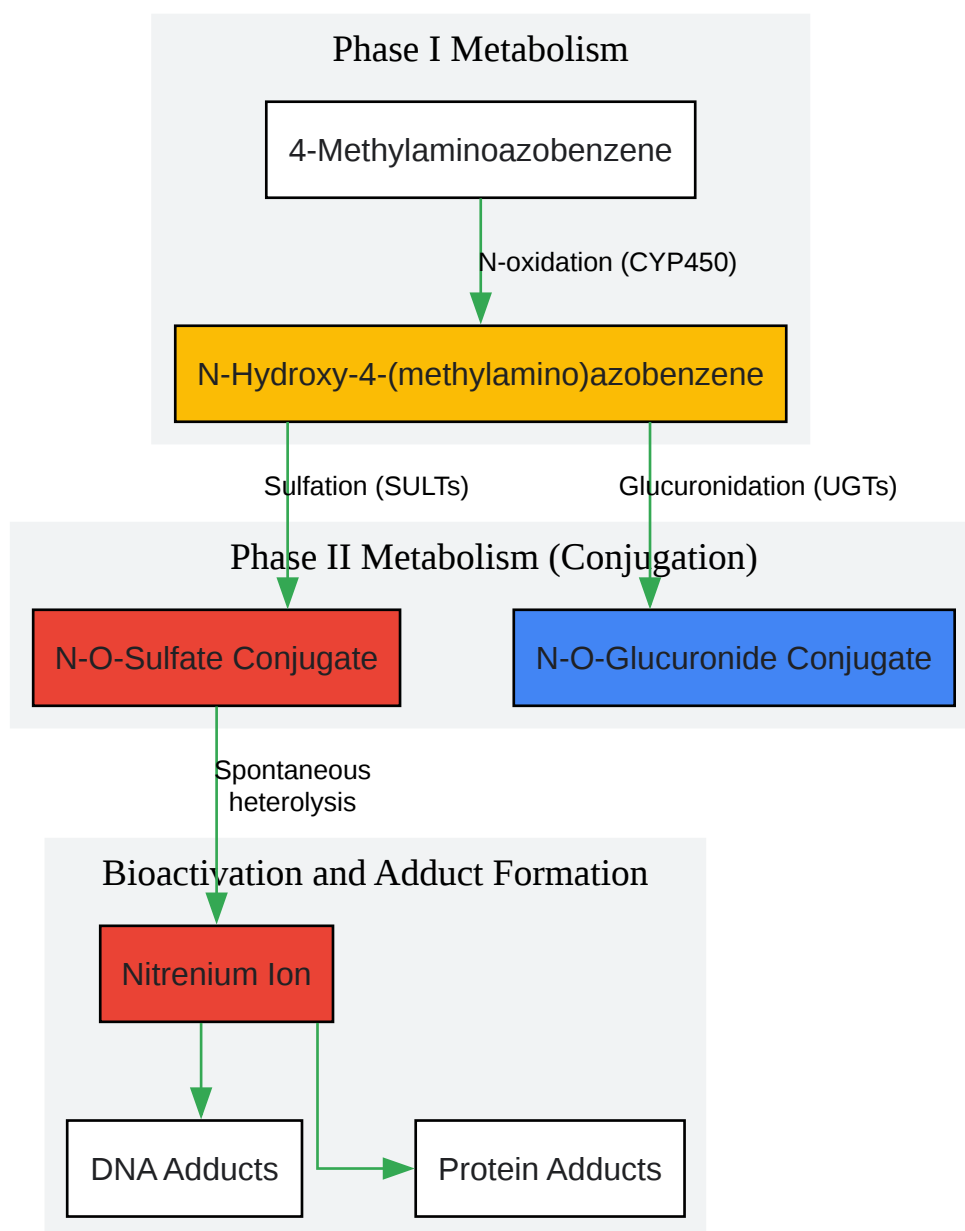 Phase I Metabolism
4-Methylaminoazobenzene
N-oxidation (CYP450)
N-Hydroxy-4-(methylamino)azobenzene
Sulfation (SULTs)
Glucuronidation (UGTs)
Phase II Metabolism (Conjugation)
N-O-Sulfate Conjugate
N-O-Glucuronide Conjugate
Spontaneous
heterolysis
Bioactivation and Adduct Formation
Nitrenium Ion
DNA Adducts
Protein Adducts